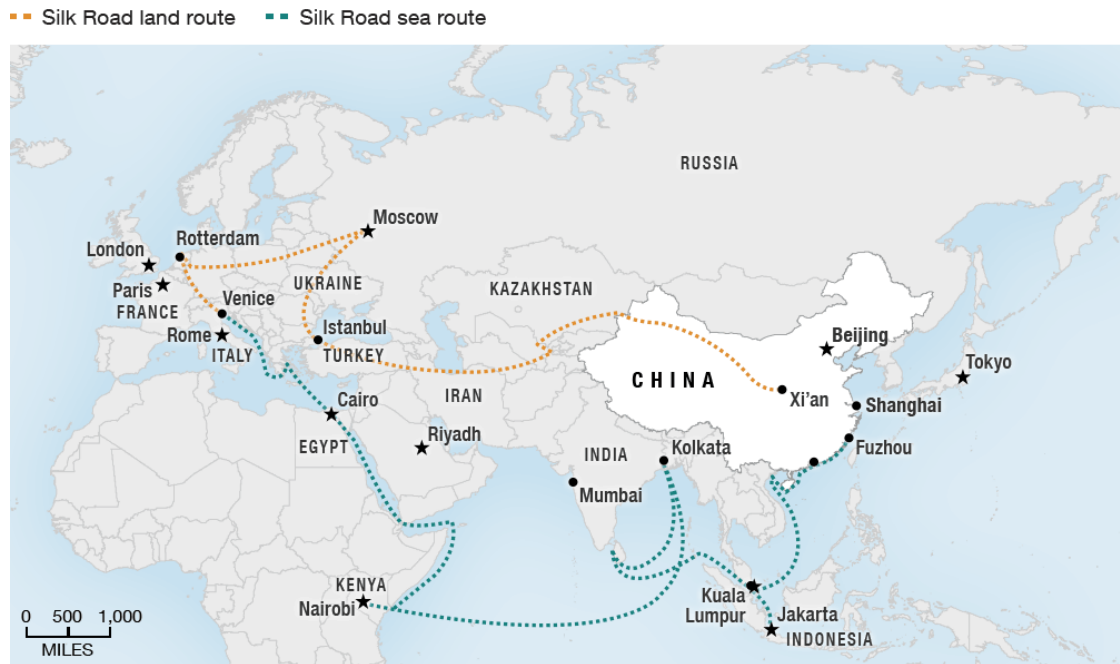 Silk Road land route Silk Road sea route
RUSSIA
Moscow
Rotterdam
London
UKRAINE
KAZAKHSTAN
Paris
Venice
FRANCE
Istanbul
Beijing
Rome
TURKEY
ITALY
Tokyo
CHINA
IRAN
Cairo
Xi’an
Shanghai
Riyadh
EGYPT
INDIA
Kolkata
Fuzhou
Mumbai
KENYA
Nairobi
Kuala
Lumpur
Jakarta
INDONESIA
0 500 1,000
MILES